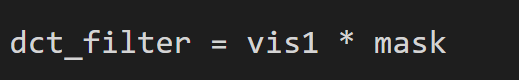 dct_filter = vis1 * mask